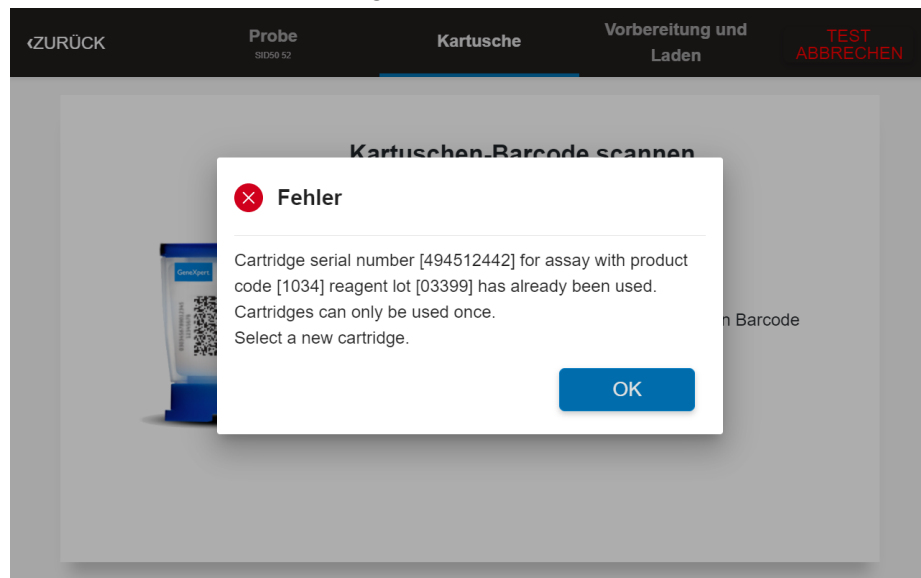 ‹ZURÜCK
Probe
SID50 52
Kartusche
Vorbereitung und
Laden
TEST
ABBRECHEN
Kartuschen-Barcode scannen
Fehler
Cartridge serial number [494512442] for assay with product
code [1034] reagent lot [03399] has already been used.
Cartridges can only be used once.
Select a new cartridge.
OK
GeneXpert
n Barcode